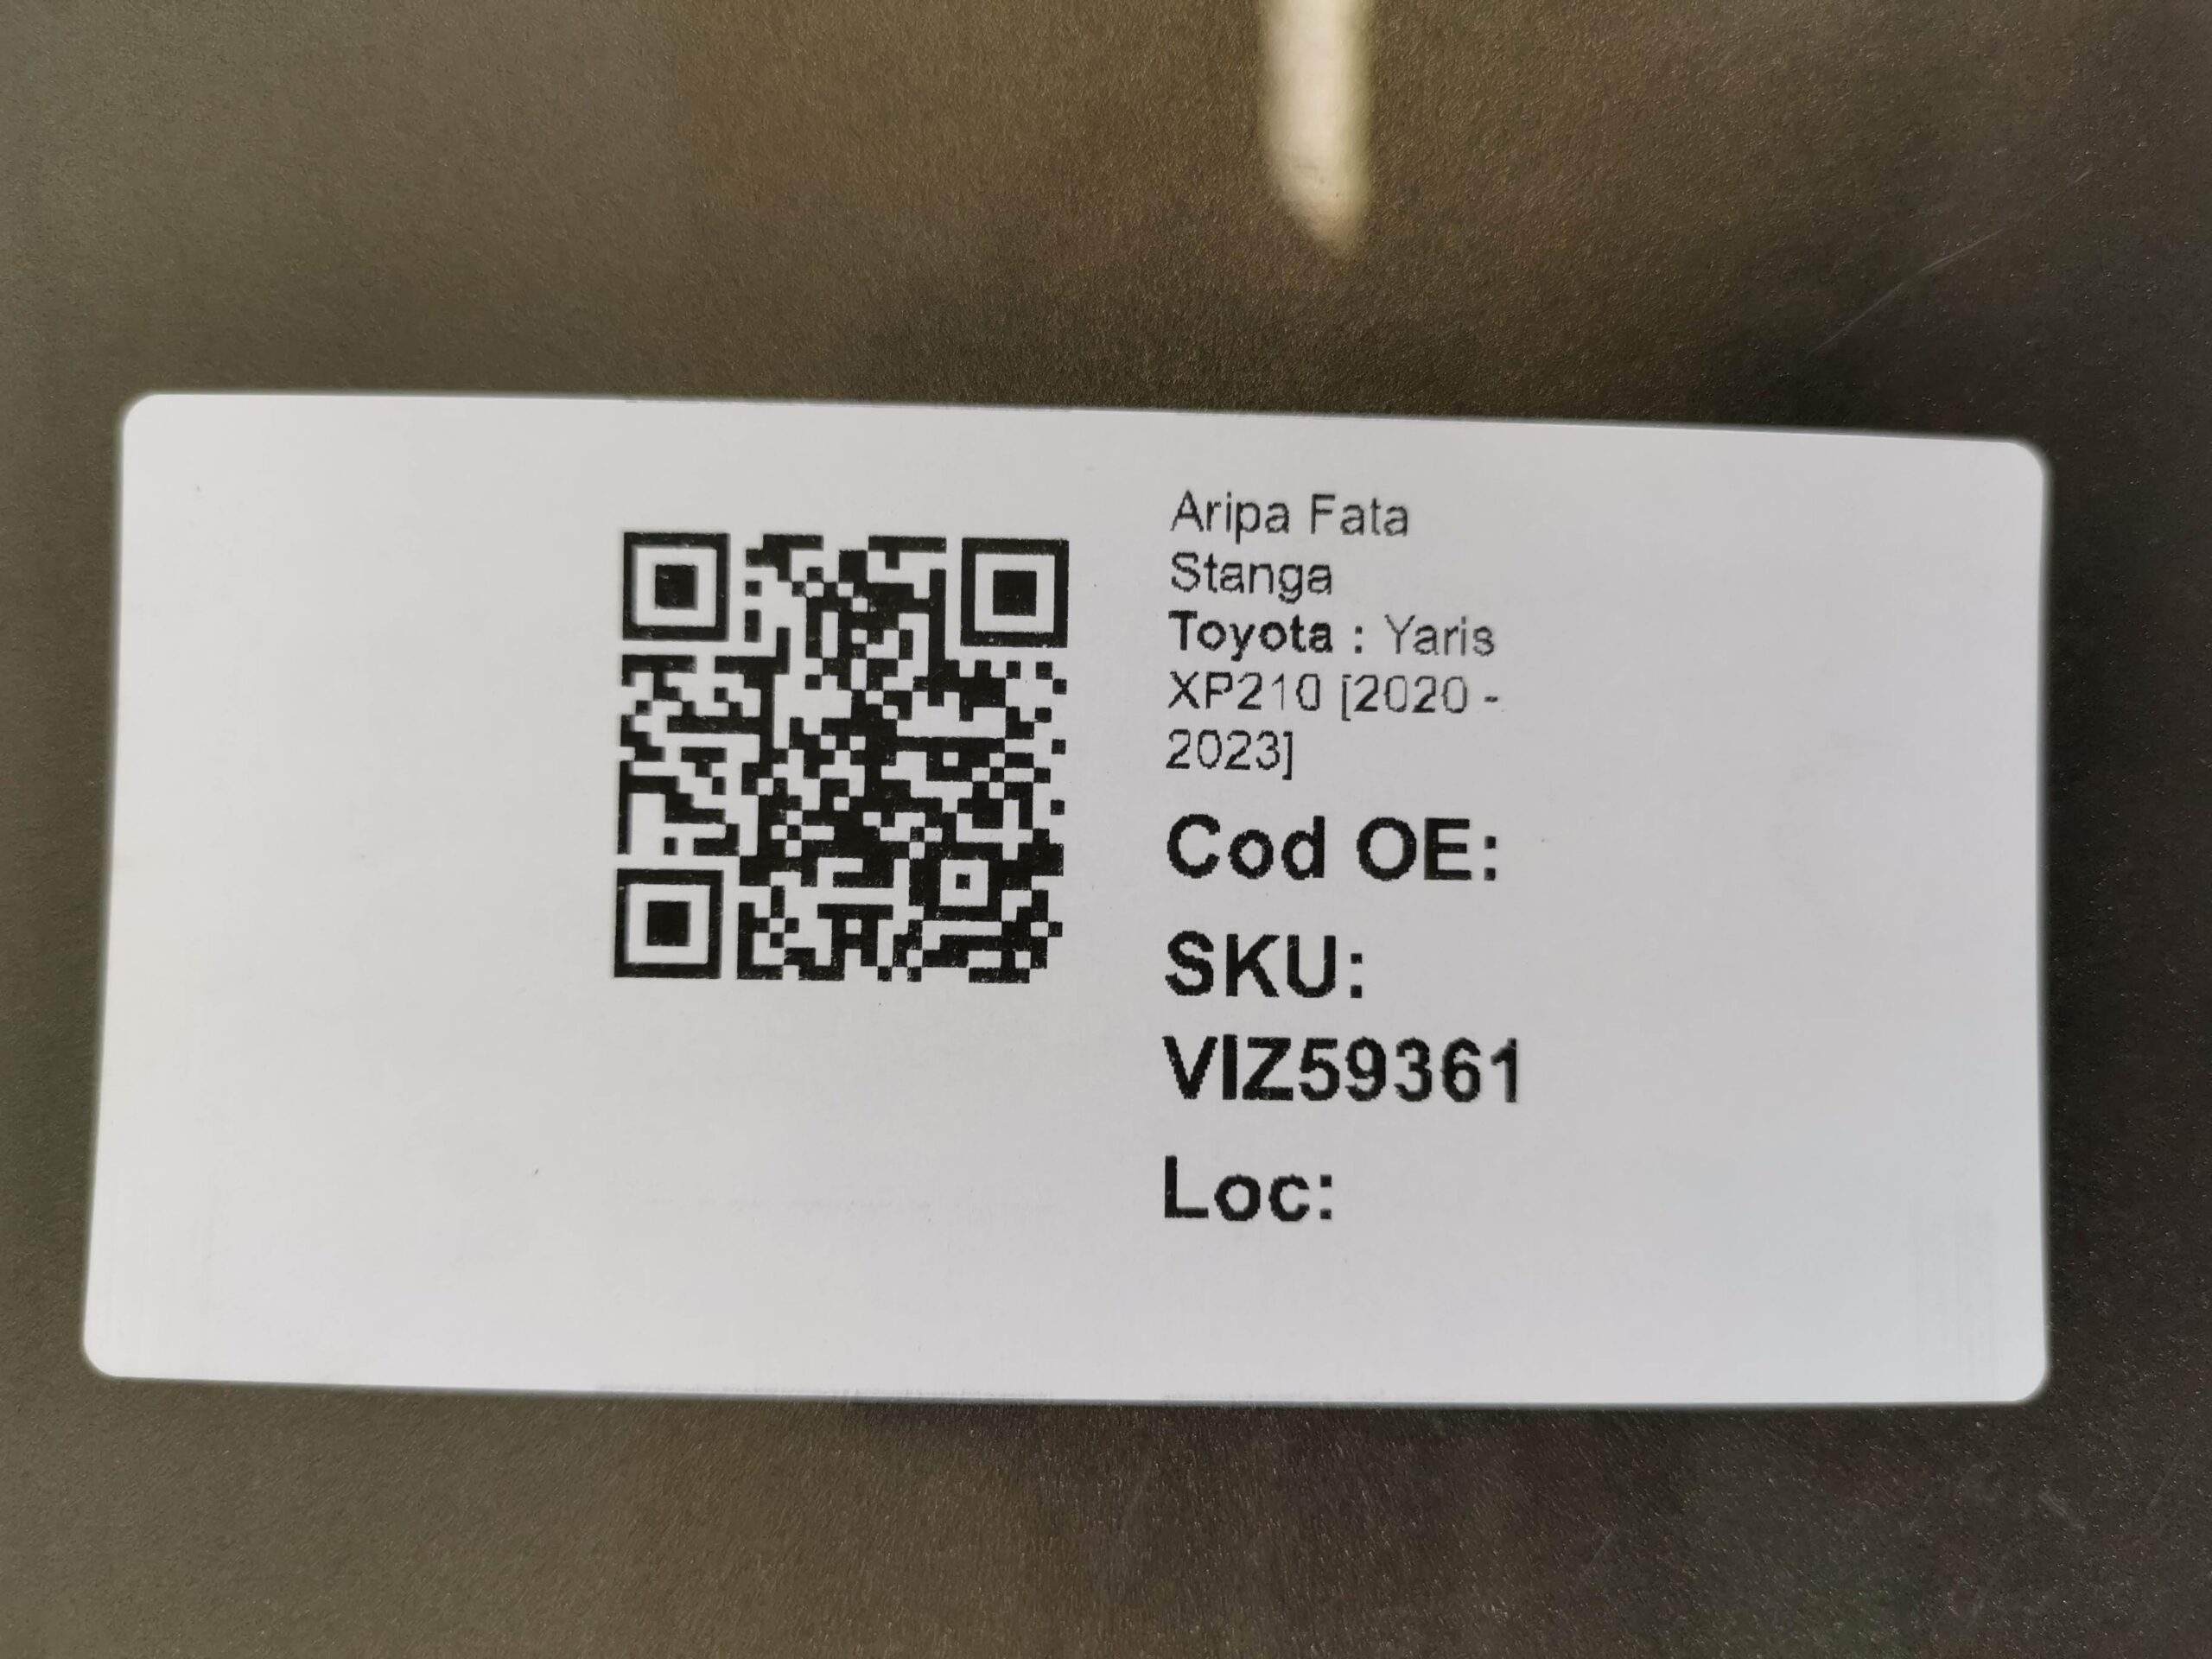 Aripa Fata
Stanga
Toyota : Yaris
XP210 [2020 -
2023]
Cod OE:
SKU:
VIZ59361
Loc: